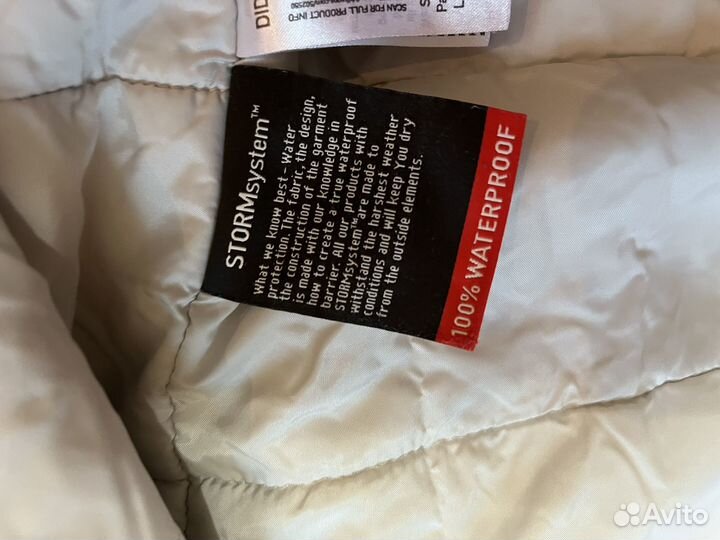 DID
SCAN FOR FULL
PRODUCT INFO
STORMsystem™
What we know best - Water
protection. The fabric, the design,
the construction of the garment
is made with our knowledge in
how to create a true waterproof
barrier. All our products with
STORMsystem™ are made to
withstand the harshest weather
conditions and will keep You dry
from the outside elements.
100% WATERPROOF
Avito